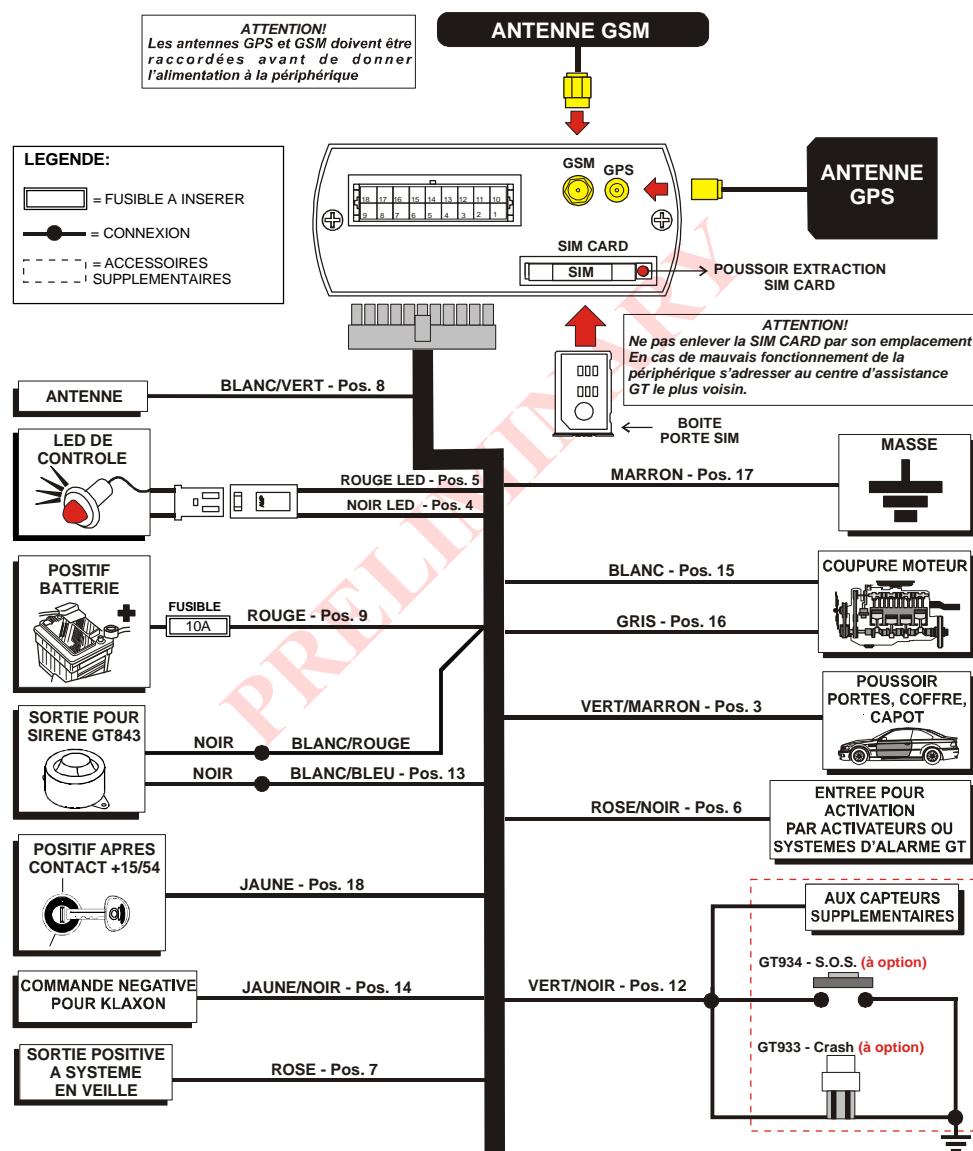 ATTENTION!
Les antennes GPS et GSM doivent être
raccordées avant de donner
l'alimentation à la périphérique
ANTENNE GSM
LEGENDE:
= FUSIBLE A INSERER
= CONNEXION
= ACCESSOIRES
SUPPLEMENTAIRES
GSM
GPS
ANTENNE
GPS
18 17 16 15 14 13 12 11 10
9 8 7 6 5 4 3 2 1
SIM CARD
SIM
POUSSOIR EXTRACTION
SIM CARD
ATTENTION!
Ne pas enlever la SIM CARD par son emplacement
En cas de mauvais fonctionnement de la
périphérique s'adresser au centre d'assistance
GT le plus voisin.
BOITE
PORTE SIM
PRELIMINARY
ANTENNE
BLANC/VERT - Pos. 8
LED DE
CONTROLE
AMP
ROUGE LED - Pos. 5
NOIR LED - Pos. 4
MARRON - Pos. 17
MASSE
POSITIF
BATTERIE
FUSIBLE
10A
ROUGE - Pos. 9
BLANC - Pos. 15
GRIS - Pos. 16
COUPURE MOTEUR
SORTIE POUR
SIRENE GT843
NOIR
BLANC/ROUGE
NOIR
BLANC/BLEU - Pos. 13
VERT/MARRON - Pos. 3
POUSSOIR
PORTES, COFFRE,
CAPOT
ROSE/NOIR - Pos. 6
ENTREE POUR
ACTIVATION
PAR ACTIVATEURS OU
SYSTEMES D'ALARME GT
POSITIF APRES
CONTACT +15/54
JAUNE - Pos. 18
AUX CAPTEURS
SUPPLEMENTAIRES
GT934 - S.O.S. (à option)
COMMANDE NEGATIVE
POUR KLAXON
JAUNE/NOIR - Pos. 14
VERT/NOIR - Pos. 12
GT933 - Crash (à option)
SORTIE POSITIVE
A SYSTEME
EN VEILLE
ROSE - Pos. 7